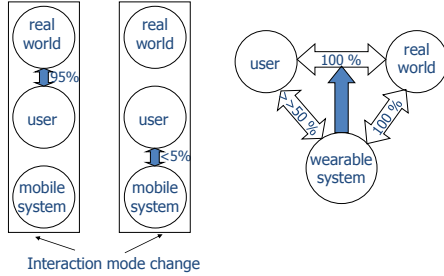 real
world
95%
user
mobile
system
real
world
user
<5%
mobile
system
Interaction mode change
user
100 %
real
world
>>50 %
100 %
wearable
system